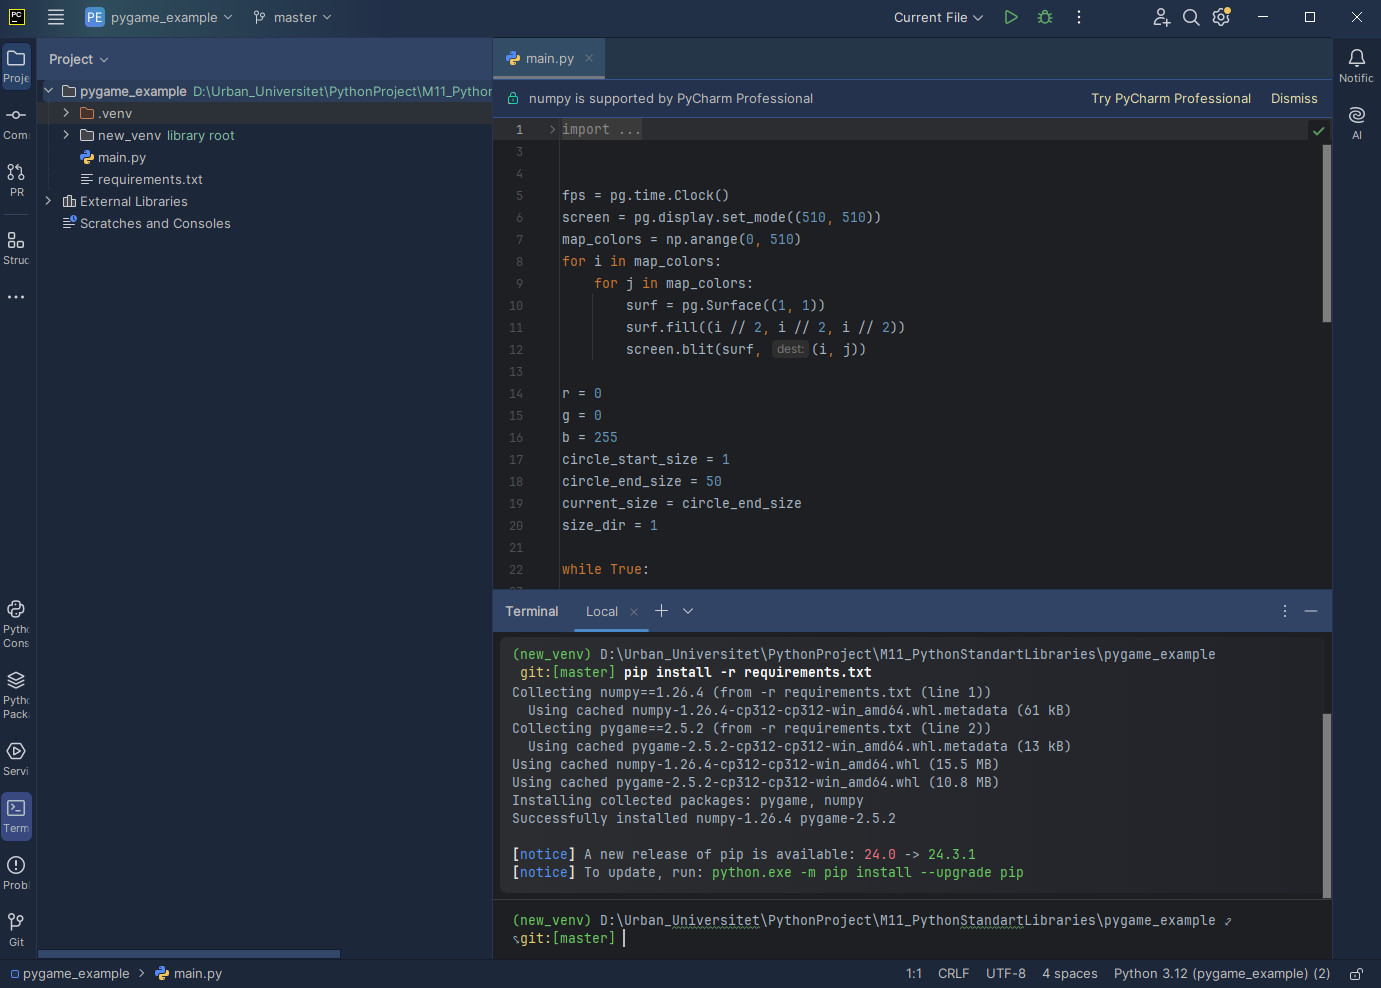 PC
PE pygame_example
master
Current File
Proje
Project
main.py
Notific
pygame_example D:\Urban_Universitet\PythonProject\M11_Python
numpy is supported by PyCharm Professional
Try PyCharm Professional
Dismiss
.venv
Com
new_venv library root
AI
main.py
requirements.txt
PR
External Libraries
Scratches and Consoles
Struc
1 import ...
3
4
5 fps = pg.time.Clock()
6 screen = pg.display.set_mode((510, 510))
7 map_colors = np.arange(0, 510)
8 for i in map_colors:
9 for j in map_colors:
10 surf = pg.Surface((1, 1))
11 surf.fill((i // 2, i // 2, i // 2))
12 screen.blit(surf, dest: (i, j))
13
14 r = 0
15 g = 0
16 b = 255
17 circle_start_size = 1
18 circle_end_size = 50
19 current_size = circle_end_size
20 size_dir = 1
21
22 while True:
Pytho
Cons
Pytho
Pack
Servi
Term
Probl
Git
Terminal
Local
(new_venv) D:\Urban_Universitet\PythonProject\M11_PythonStandartLibraries\pygame_example
git:[master] pip install -r requirements.txt
Collecting numpy==1.26.4 (from -r requirements.txt (line 1))
Using cached numpy-1.26.4-cp312-cp312-win_amd64.whl.metadata (61 kB)
Collecting pygame==2.5.2 (from -r requirements.txt (line 2))
Using cached pygame-2.5.2-cp312-cp312-win_amd64.whl.metadata (13 kB)
Using cached numpy-1.26.4-cp312-cp312-win_amd64.whl (15.5 MB)
Using cached pygame-2.5.2-cp312-cp312-win_amd64.whl (10.8 MB)
Installing collected packages: pygame, numpy
Successfully installed numpy-1.26.4 pygame-2.5.2
[notice] A new release of pip is available: 24.0 -> 24.3.1
[notice] To update, run: python.exe -m pip install --upgrade pip
(new_venv) D:\Urban_Universitet\PythonProject\M11_PythonStandartLibraries\pygame_example
git:[master]
pygame_example > main.py
1:1
CRLF
UTF-8
4 spaces
Python 3.12 (pygame_example) (2)